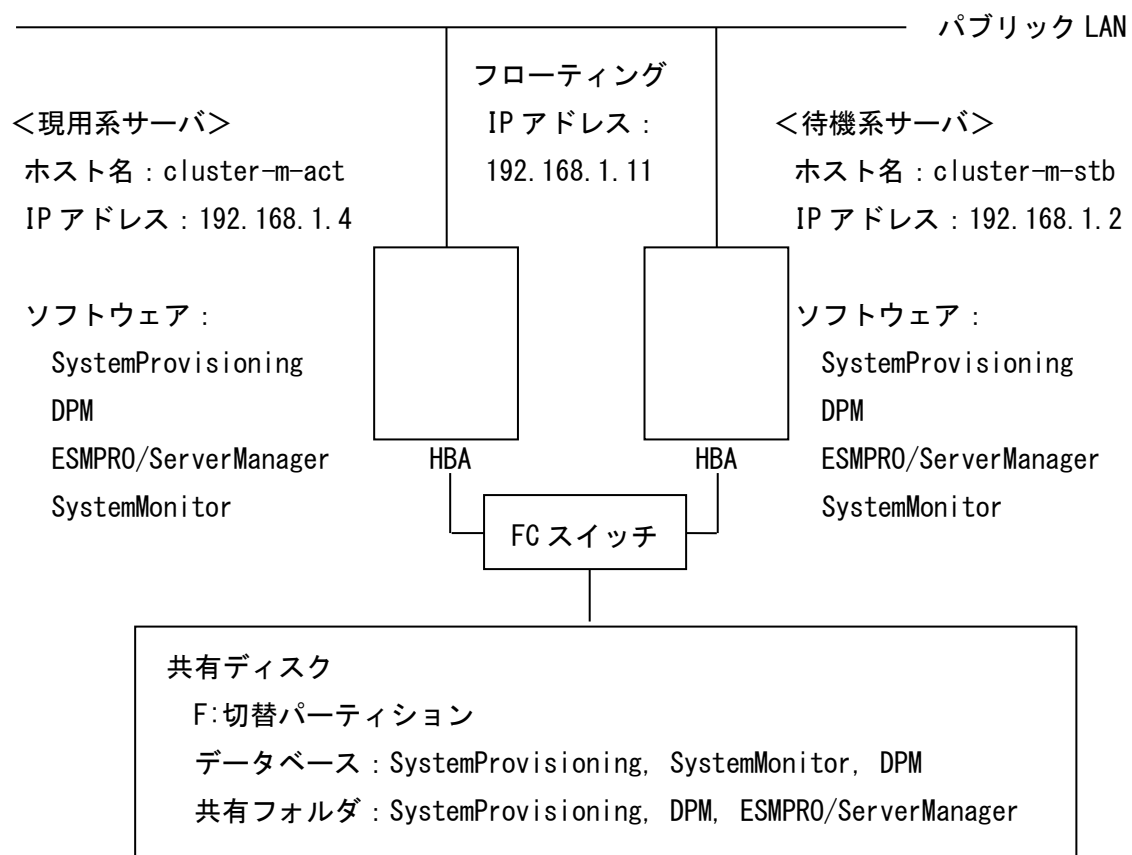 パブリック LAN
フローティング
IP アドレス：
192.168.1.11
＜現用系サーバ＞
ホスト名：cluster-m-act
IP アドレス：192.168.1.4
ソフトウェア：
SystemProvisioning
DPM
ESMPRO/ServerManager
SystemMonitor
＜待機系サーバ＞
ホスト名：cluster-m-stb
IP アドレス：192.168.1.2
ソフトウェア：
SystemProvisioning
DPM
ESMPRO/ServerManager
SystemMonitor
HBA
HBA
FC スイッチ
共有ディスク
F:切替パーティション
データベース：SystemProvisioning, SystemMonitor, DPM
共有フォルダ：SystemProvisioning, DPM, ESMPRO/ServerManager